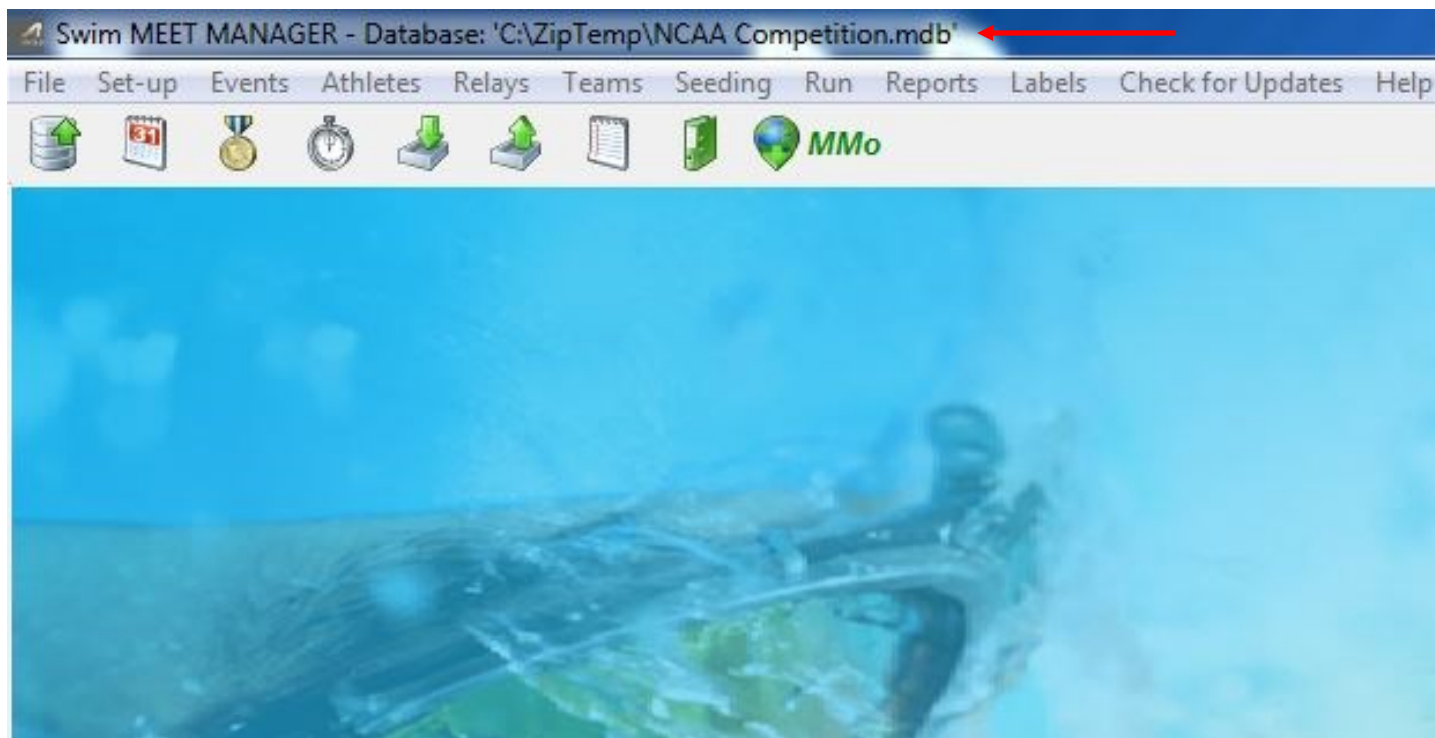 Swim MEET MANAGER - Database: 'C:\ZipTemp\NCAA Competition.mdb'
File Set-up Events Athletes Relays Teams Seeding Run Reports Labels Check for Updates Help
31 MMo